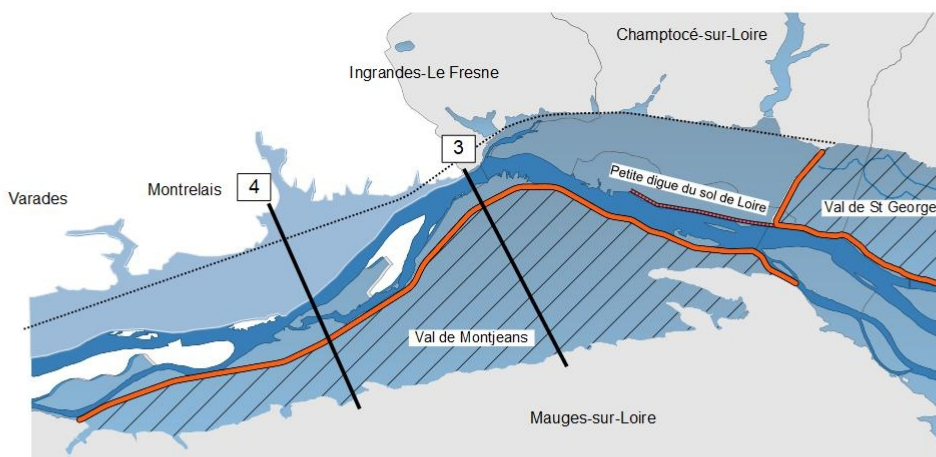 Champtocé-sur-Loire
Ingrandes-Le Fresne
3
4
Montrelais
Varades
Petite digue du sol de Loire
Val de St George
Val de Montjeans
Mauges-sur-Loire